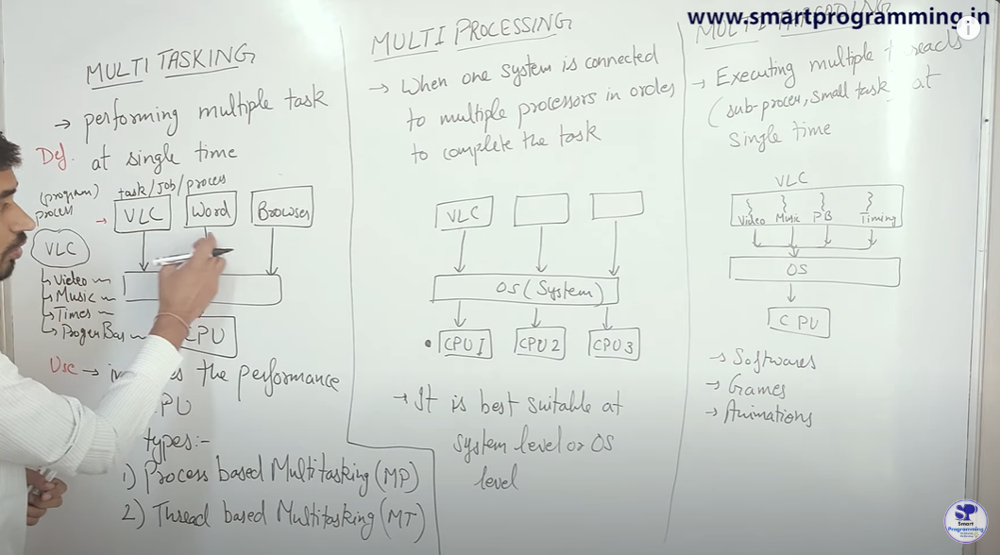 www.smartprogramming.in
MULTI TASKING
→ performing multiple task
Def. at single time
(program) task/Job/process
process
→ VLC Word Browser
VLC
Video
Music
Times
CPU
Use → the performance
types:-
1) Process based Multitasking (MP)
2) Thread based Multitasking (MT)
MULTI PROCESSING
→ When one system is connected
to multiple processors in order
to complete the task
VLC
OS (System)
CPU 1 CPU 2 CPU 3
→ It is best suitable at
system level or OS
level
MULTI THREADING
→ Executing multiple
(sub-process, small task) at
single time
VLC
Video Music PB Timing
OS
CPU
→ Softwares
→ Games
→ Animations
SP
Smart
Programming